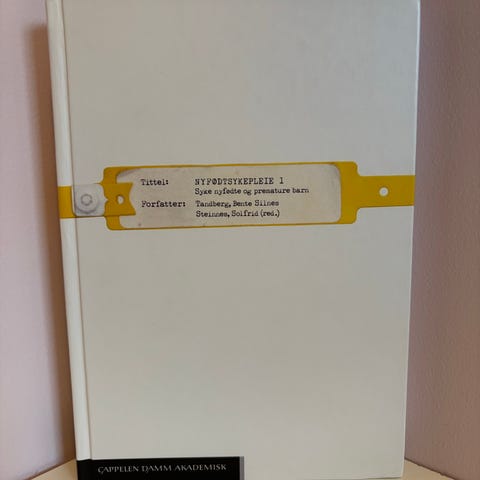 Tittel: NYFØDTSYKEPLEIE 1
Syke nyfødte og premature barn
Forfatter: Tandberg, Bente Silnes
Steinnes, Solfrid (red.)
CAPPELEN DAMM AKADEMISK